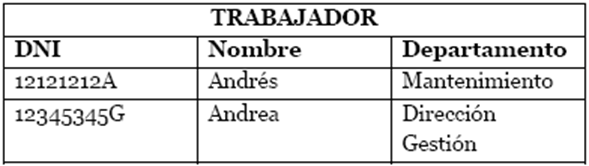 TRABAJADOR
DNI Nombre Departamento
12121212A Andrés Mantenimiento
12345345G Andrea Dirección
Gestión